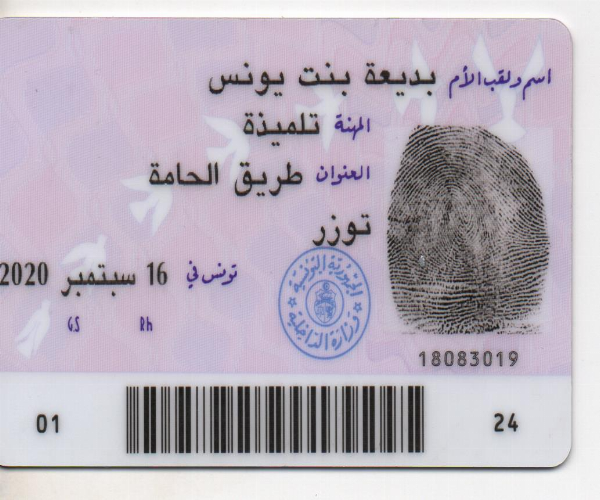 اسم ولقب الأم بديعة بنت يونس
المهنة تلميذة
العنوان طريق الحامة
توزر
تونس في 16 سبتمبر 2020
GS Rh
الجمهورية التونسية
وزارة الداخلية
18083019
01 24